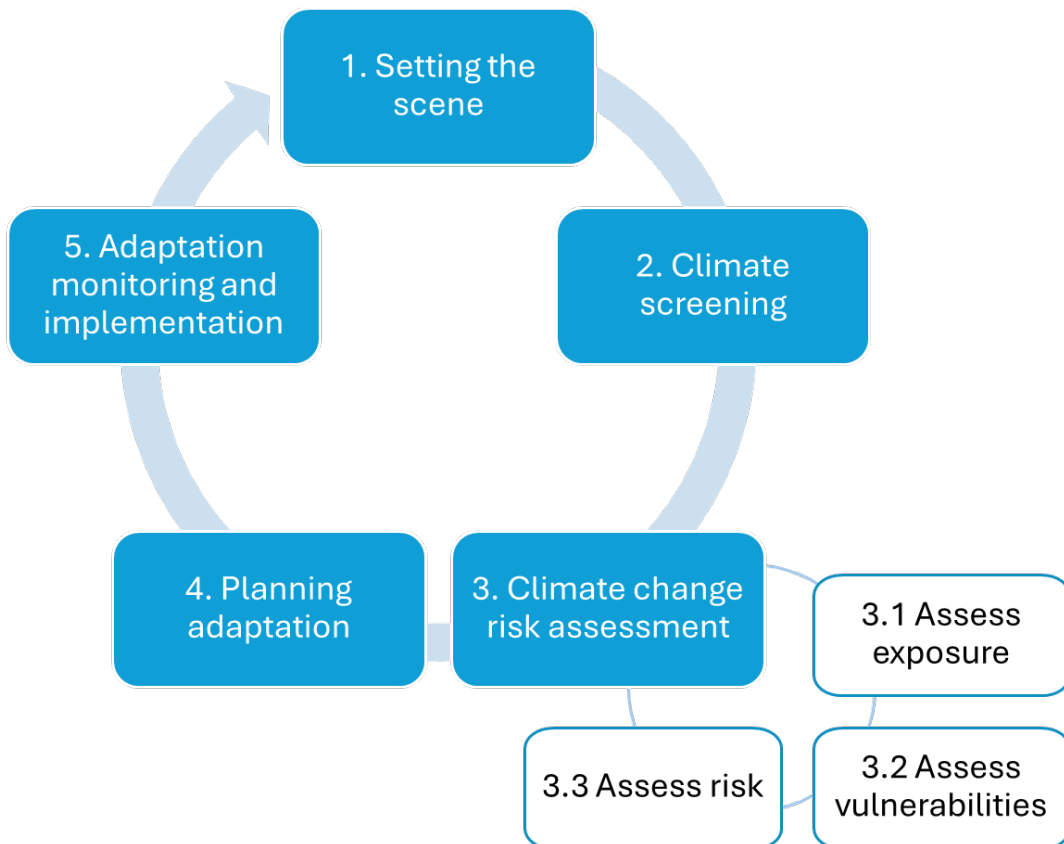 1. Setting the
scene
2. Climate
screening
3. Climate change
risk assessment
3.1 Assess
exposure
3.2 Assess
vulnerabilities
3.3 Assess risk
4. Planning
adaptation
5. Adaptation
monitoring and
implementation